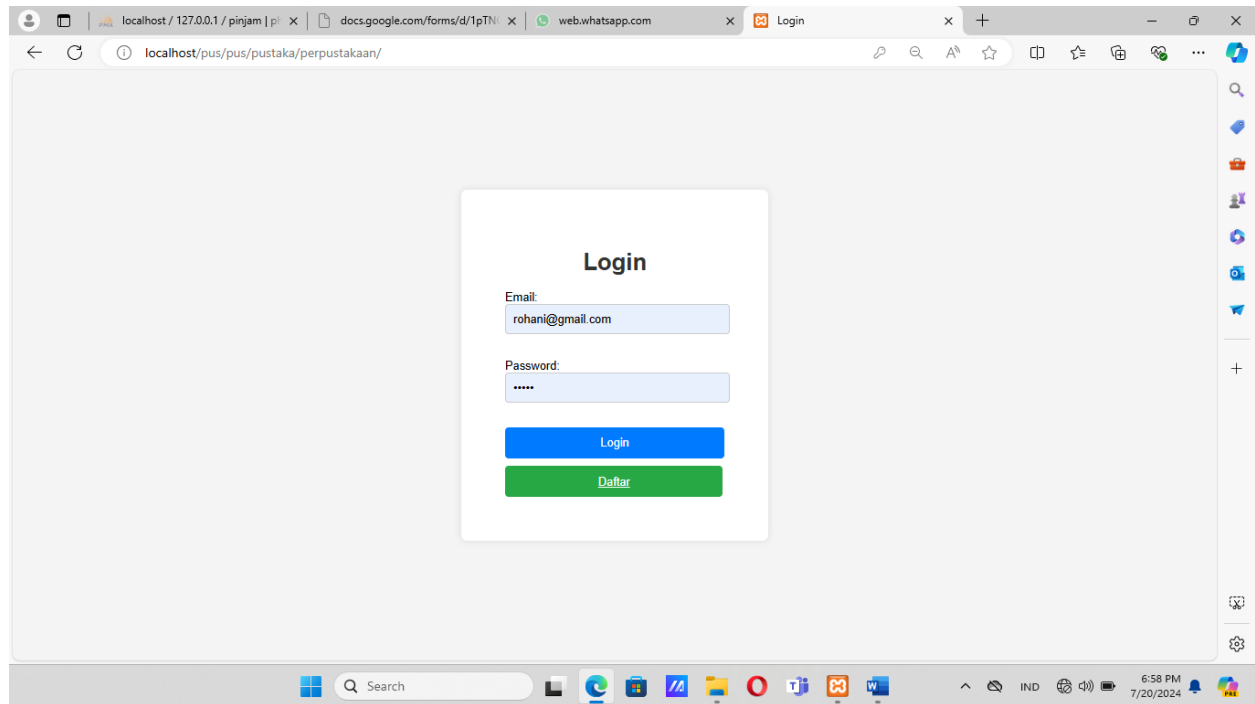 localhost / 127.0.0.1 / pinjam | ph
docs.google.com/forms/d/1pTN
web.whatsapp.com
Login
localhost/pus/pus/pustaka/perpustakaan/
Login
Email:
rohani@gmail.com
Password:
•••••
Login
Daftar
Search
IND
6:58 PM
7/20/2024